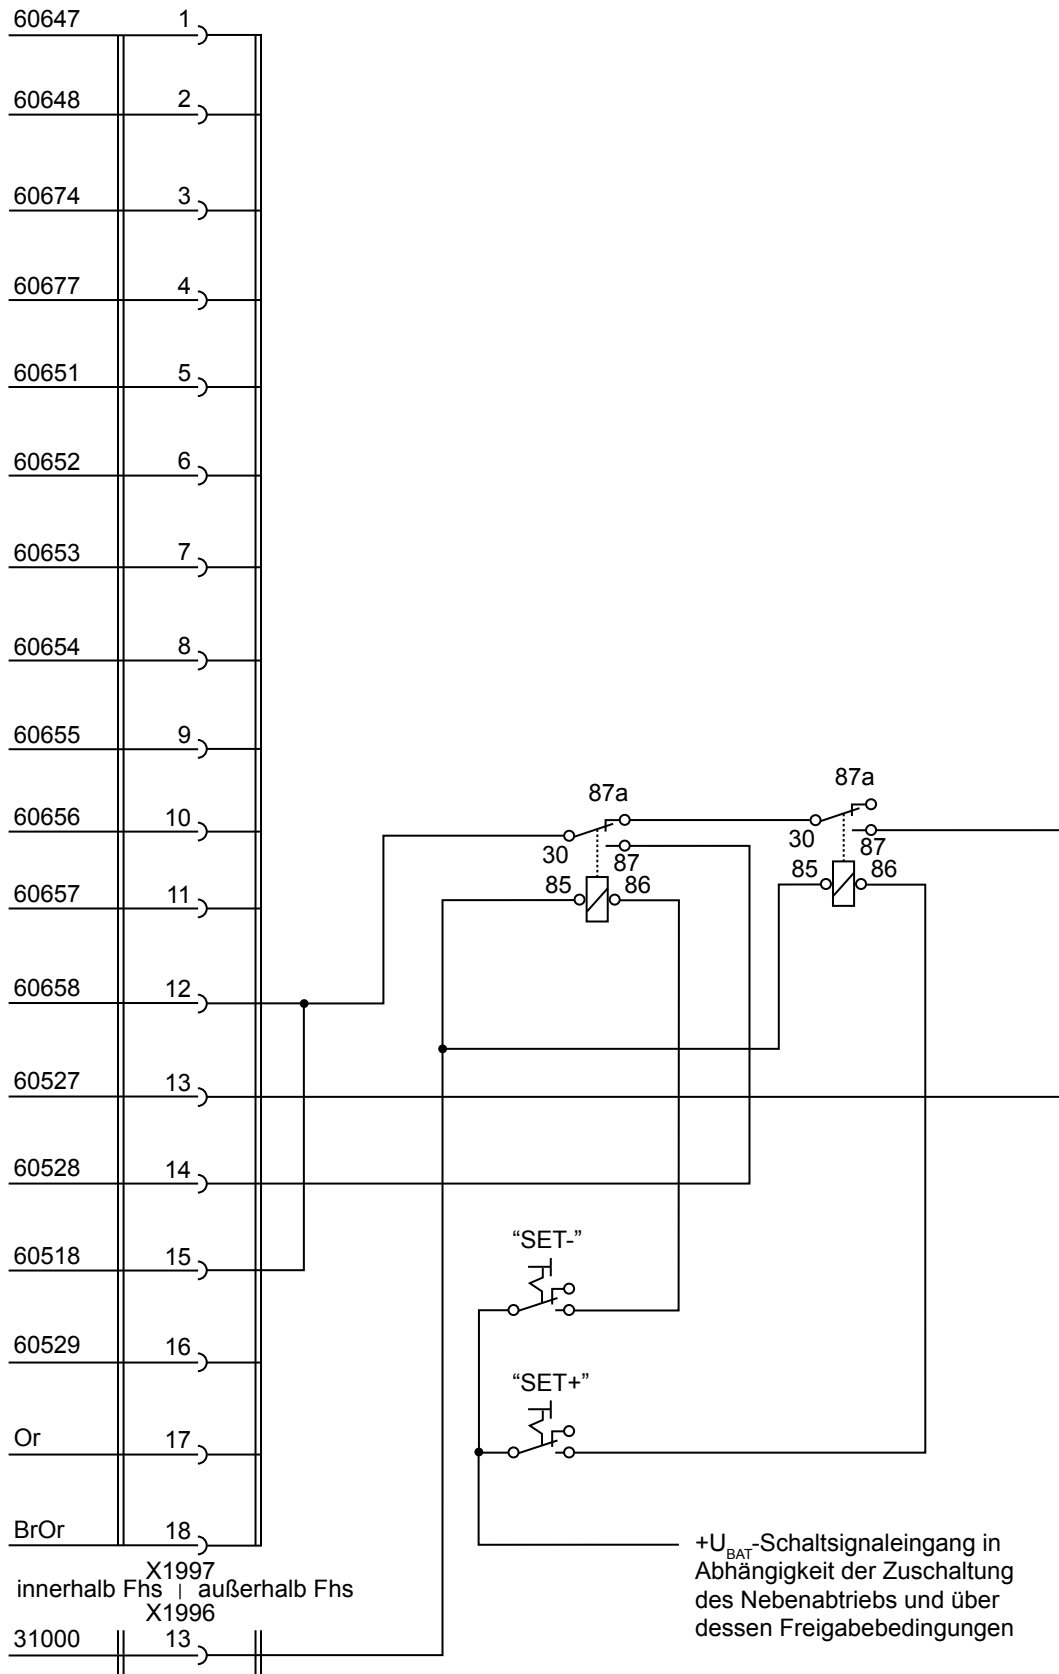 60647 1
60648 2
60674 3
60677 4
60651 5
60652 6
60653 7
60654 8
60655 9
87a
87a
60656 10
30 87
30 87
85 86
85 86
60657 11
60658 12
60527 13
60528 14
“SET-”
60518 15
60529 16
“SET+”
Or 17
BrOr 18
+UBAT-Schaltsignaleingang in
Abhängigkeit der Zuschaltung
des Nebenabtriebs und über
dessen Freigabebedingungen
X1997
innerhalb Fhs | außerhalb Fhs
X1996
31000 13